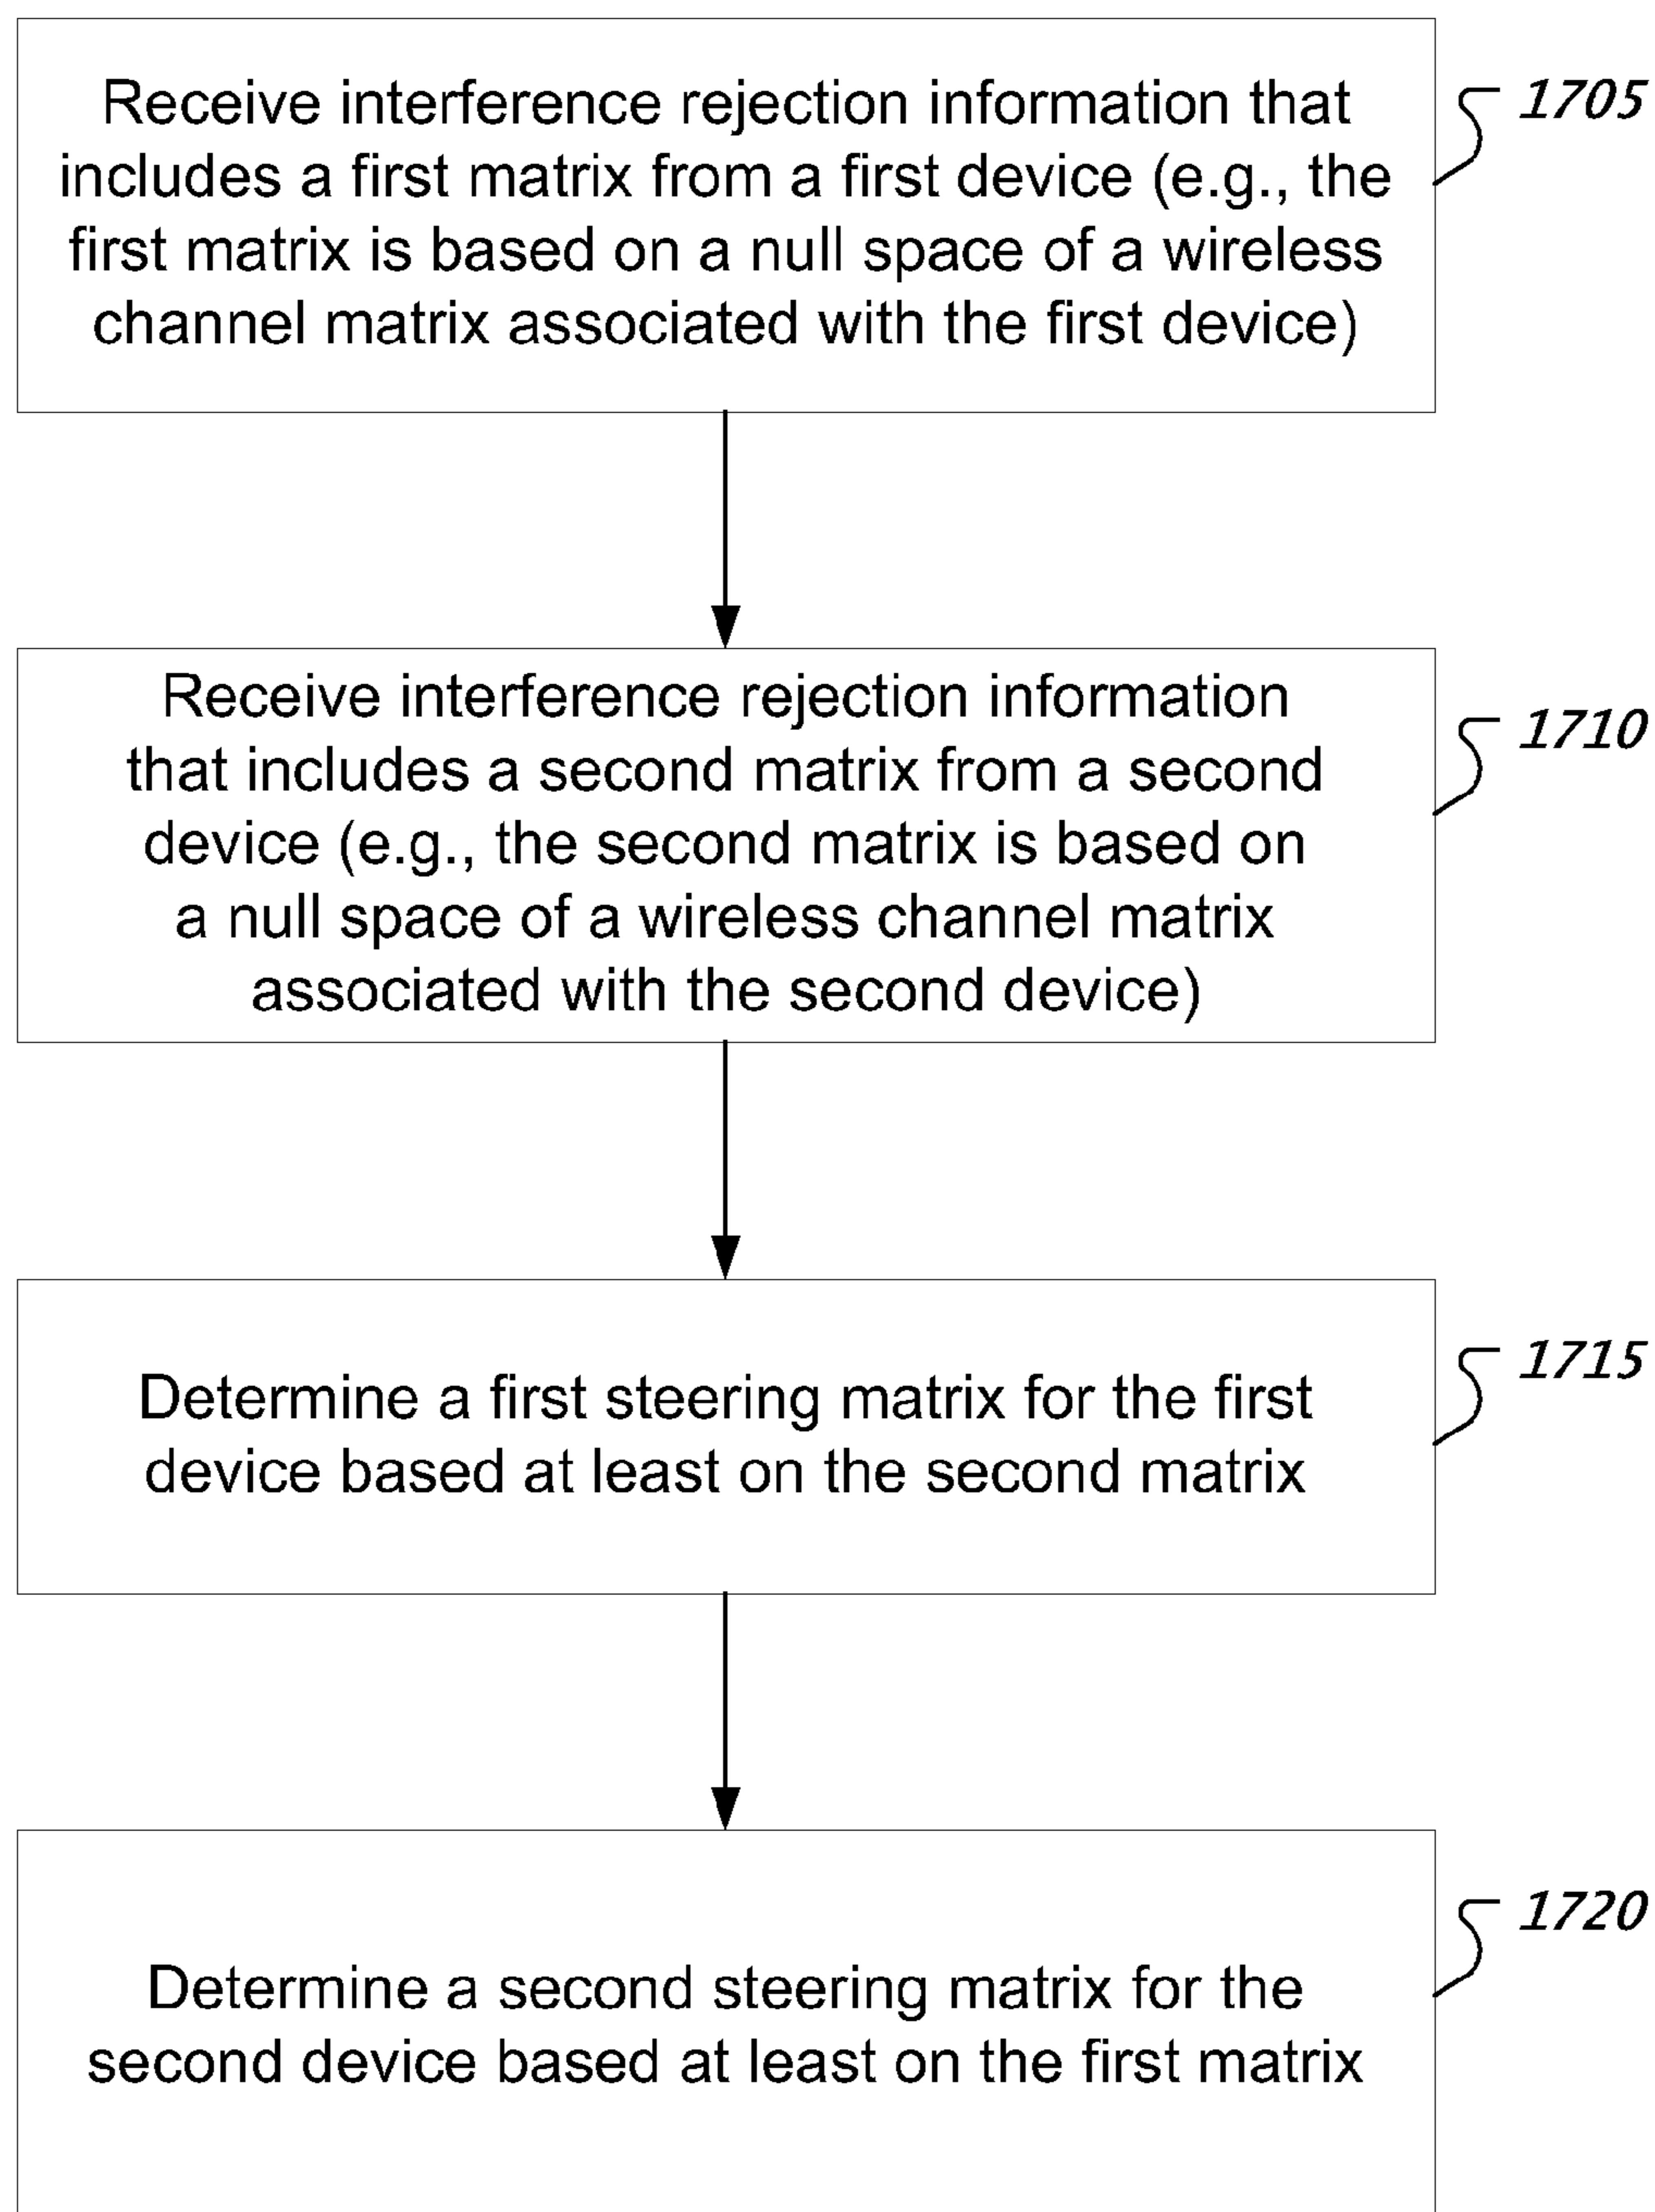 Receive interference rejection information that
includes a first matrix from a first device (e.g., the
first matrix is based on a null space of a wireless
channel matrix associated with the first device)
1705
Receive interference rejection information
that includes a second matrix from a second
device (e.g., the second matrix is based on
a null space of a wireless channel matrix
associated with the second device)
1710
Determine a first steering matrix for the first
device based at least on the second matrix
1715
Determine a second steering matrix for the
second device based at least on the first matrix
1720